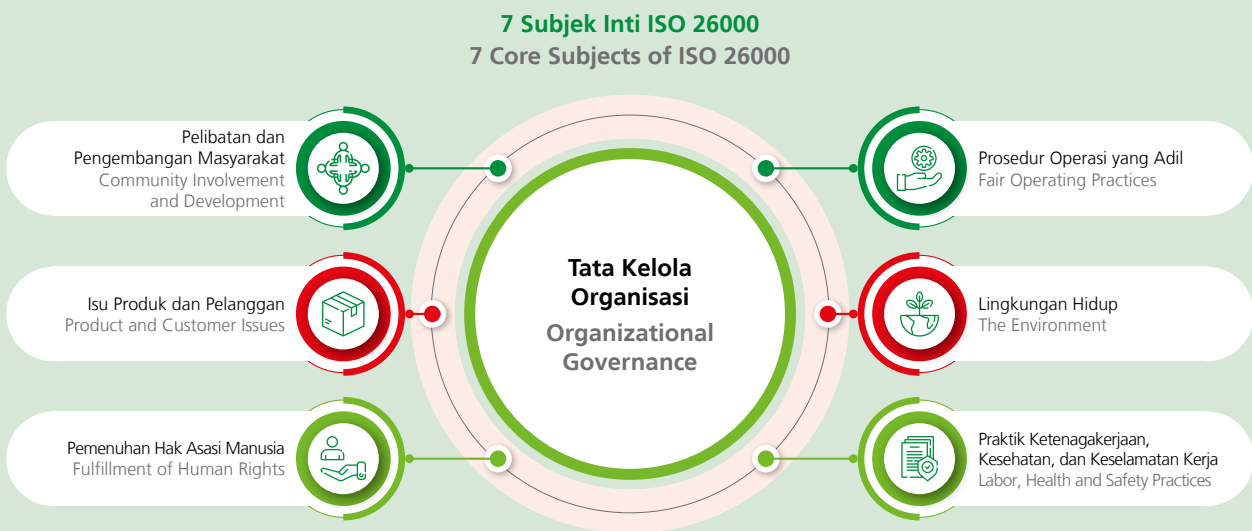 7 Subjek Inti ISO 26000
7 Core Subjects of ISO 26000
Pelibatan dan
Pengembangan Masyarakat
Community Involvement
and Development
Isu Produk dan Pelanggan
Product and Customer Issues
Pemenuhan Hak Asasi Manusia
Fulfillment of Human Rights
Tata Kelola
Organisasi
Organizational
Governance
Prosedur Operasi yang Adil
Fair Operating Practices
Lingkungan Hidup
The Environment
Praktik Ketenagakerjaan,
Kesehatan, dan Keselamatan Kerja
Labor, Health and Safety Practices